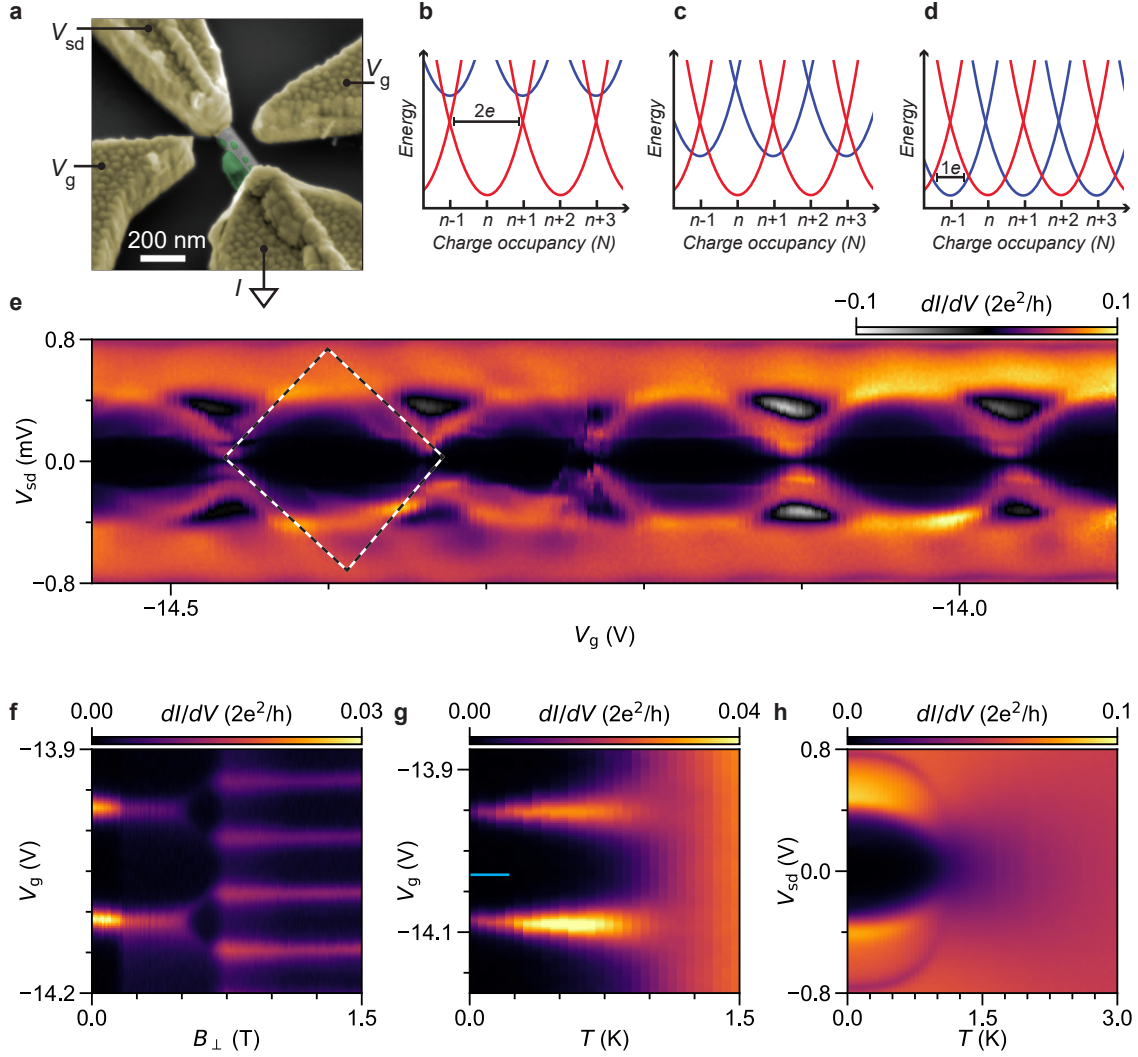 a
V_sd
V_g
V_g
200 nm
I
b
Energy
2e
n-1 n n+1 n+2 n+3
Charge occupancy (N)
c
Energy
n-1 n n+1 n+2 n+3
Charge occupancy (N)
d
Energy
1e
n-1 n n+1 n+2 n+3
Charge occupancy (N)
e
−0.1 dI/dV (2e²/h) 0.1
V_sd (mV)
0.8
0.0
−0.8
−14.5 −14.0
V_g (V)
f
0.00 dI/dV (2e²/h) 0.03
V_g (V)
−13.9
−14.2
0.0 1.5
B_⊥ (T)
g
0.00 dI/dV (2e²/h) 0.04
V_g (V)
−13.9
−14.1
0.0 1.5
T (K)
h
0.0 dI/dV (2e²/h) 0.1
V_sd (V)
0.8
0.0
−0.8
0.0 1.5 3.0
T (K)